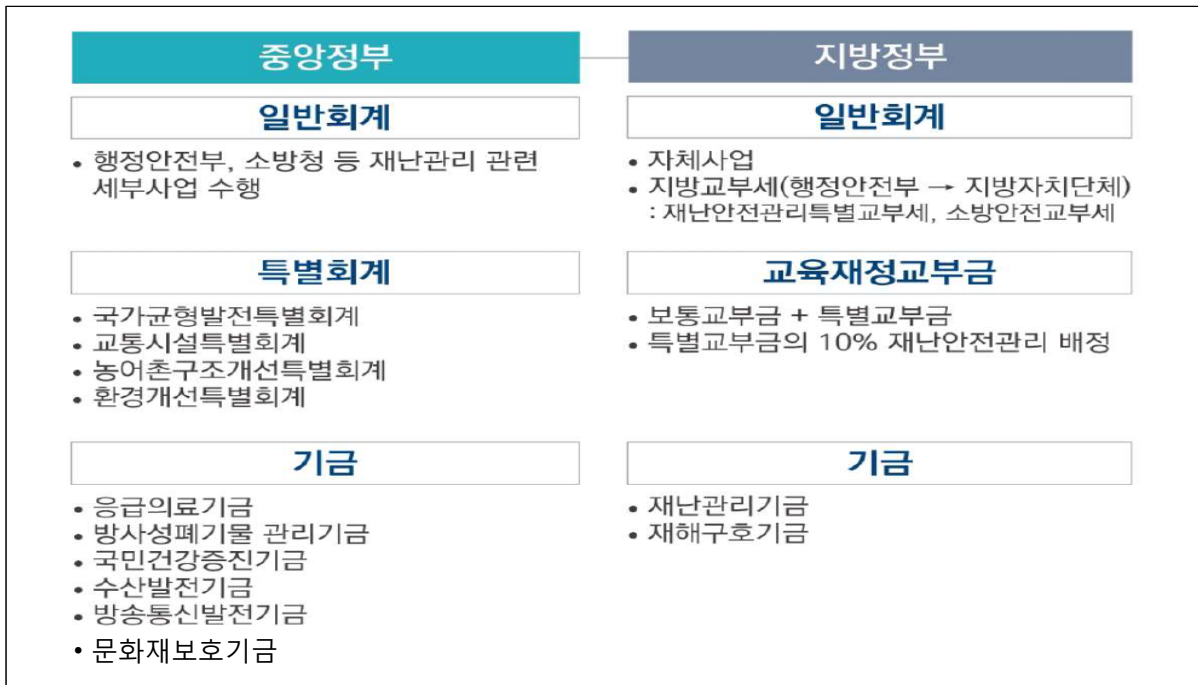 중앙정부
일반회계
• 행정안전부, 소방청 등 재난관리 관련
세부사업 수행
특별회계
• 국가균형발전특별회계
• 교통시설특별회계
• 농어촌구조개선특별회계
• 환경개선특별회계
기금
• 응급의료기금
• 방사성폐기물 관리기금
• 국민건강증진기금
• 수산발전기금
• 방송통신발전기금
• 문화재보호기금
지방정부
일반회계
• 자체사업
• 지방교부세(행정안전부 → 지방자치단체)
: 재난안전관리특별교부세, 소방안전교부세
교육재정교부금
• 보통교부금 + 특별교부금
• 특별교부금의 10% 재난안전관리 배정
기금
• 재난관리기금
• 재해구호기금